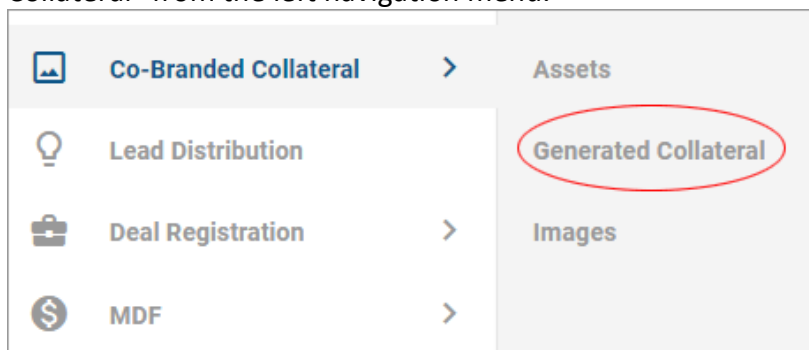 Collateral" from the left navigation menu.
Co-Branded Collateral
Assets
Lead Distribution
Generated Collateral
Deal Registration
Images
MDF